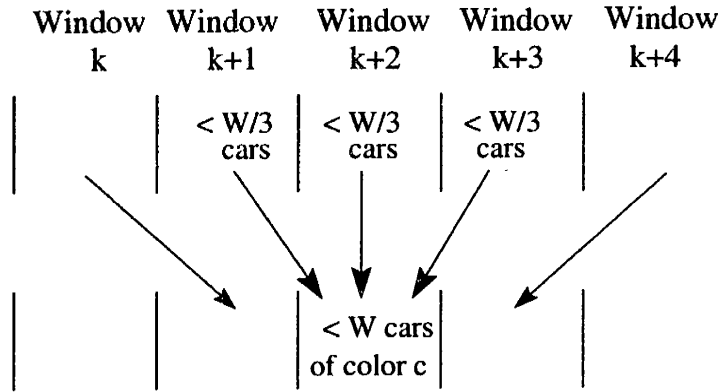 Window Window Window Window Window
k k+1 k+2 k+3 k+4
< W/3 < W/3 < W/3
cars cars cars
< W cars
of color c